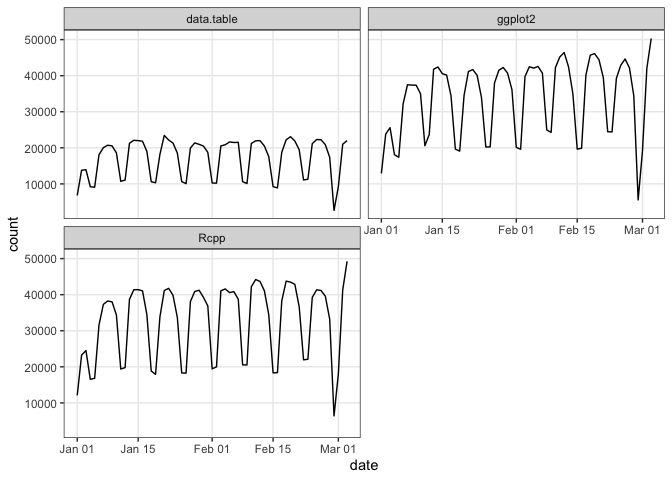 data.table
ggplot2
50000
40000
30000
20000
10000
Jan 01
Jan 15
Feb 01
Feb 15
Mar 01
count
Rcpp
50000
40000
30000
20000
10000
Jan 01
Jan 15
Feb 01
Feb 15
Mar 01
date